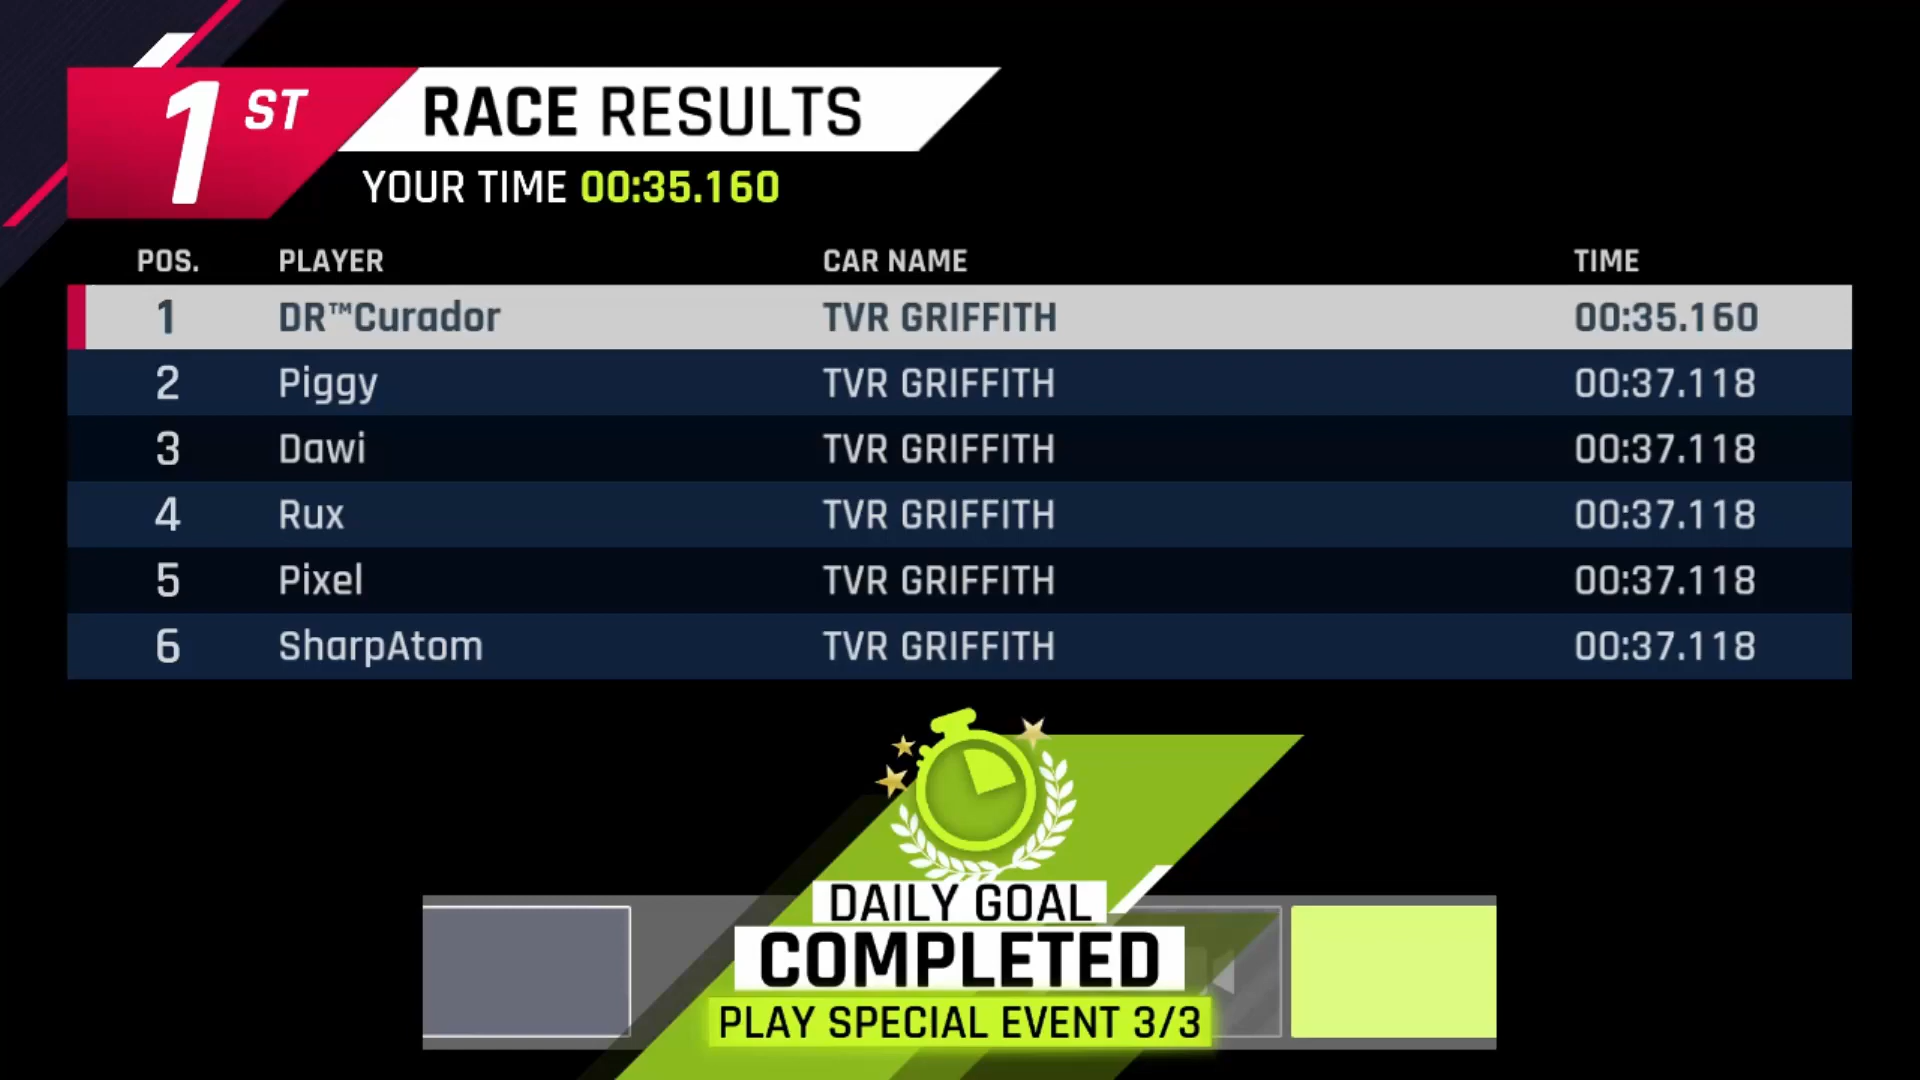 1ST
RACE RESULTS
YOUR TIME 00:35.160
POS. PLAYER CAR NAME TIME
1 DR™Curador TVR GRIFFITH 00:35.160
2 Piggy TVR GRIFFITH 00:37.118
3 Dawi TVR GRIFFITH 00:37.118
4 Rux TVR GRIFFITH 00:37.118
5 Pixel TVR GRIFFITH 00:37.118
6 SharpAtom TVR GRIFFITH 00:37.118
DAILY GOAL
COMPLETED
PLAY SPECIAL EVENT 3/3